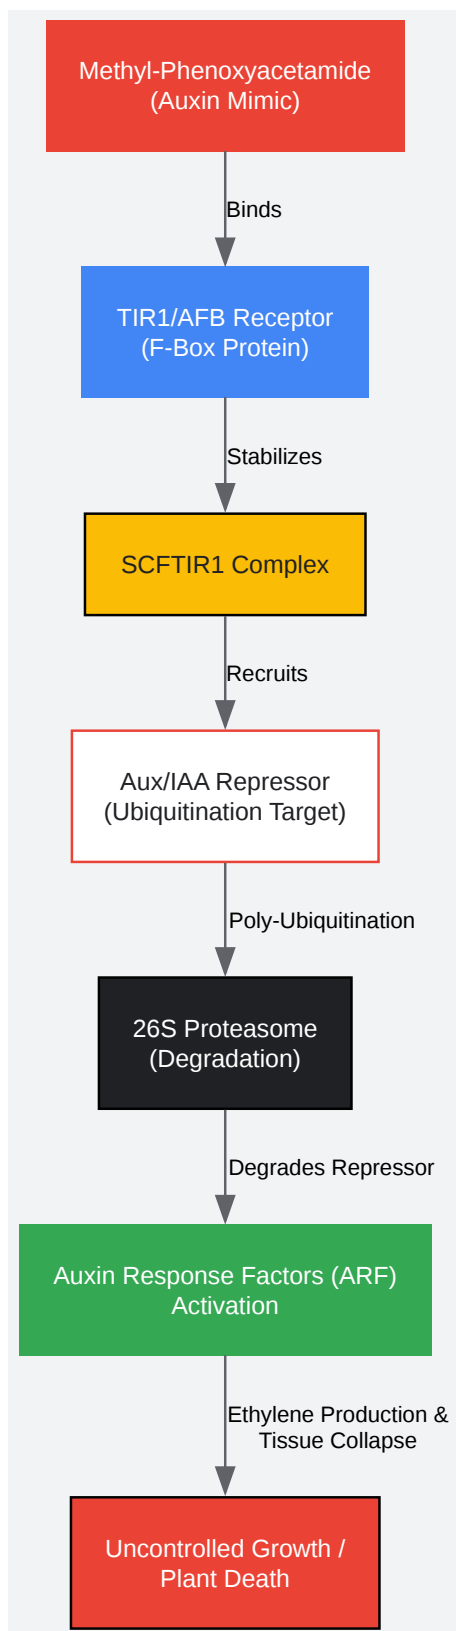 Methyl-Phenoxyacetamide
(Auxin Mimic)
Binds
TIR1/AFB Receptor
(F-Box Protein)
Stabilizes
SCFTIR1 Complex
Recruits
Aux/IAA Repressor
(Ubiquitination Target)
Poly-Ubiquitination
26S Proteasome
(Degradation)
Degrades Repressor
Auxin Response Factors (ARF)
Activation
Ethylene Production &
Tissue Collapse
Uncontrolled Growth /
Plant Death